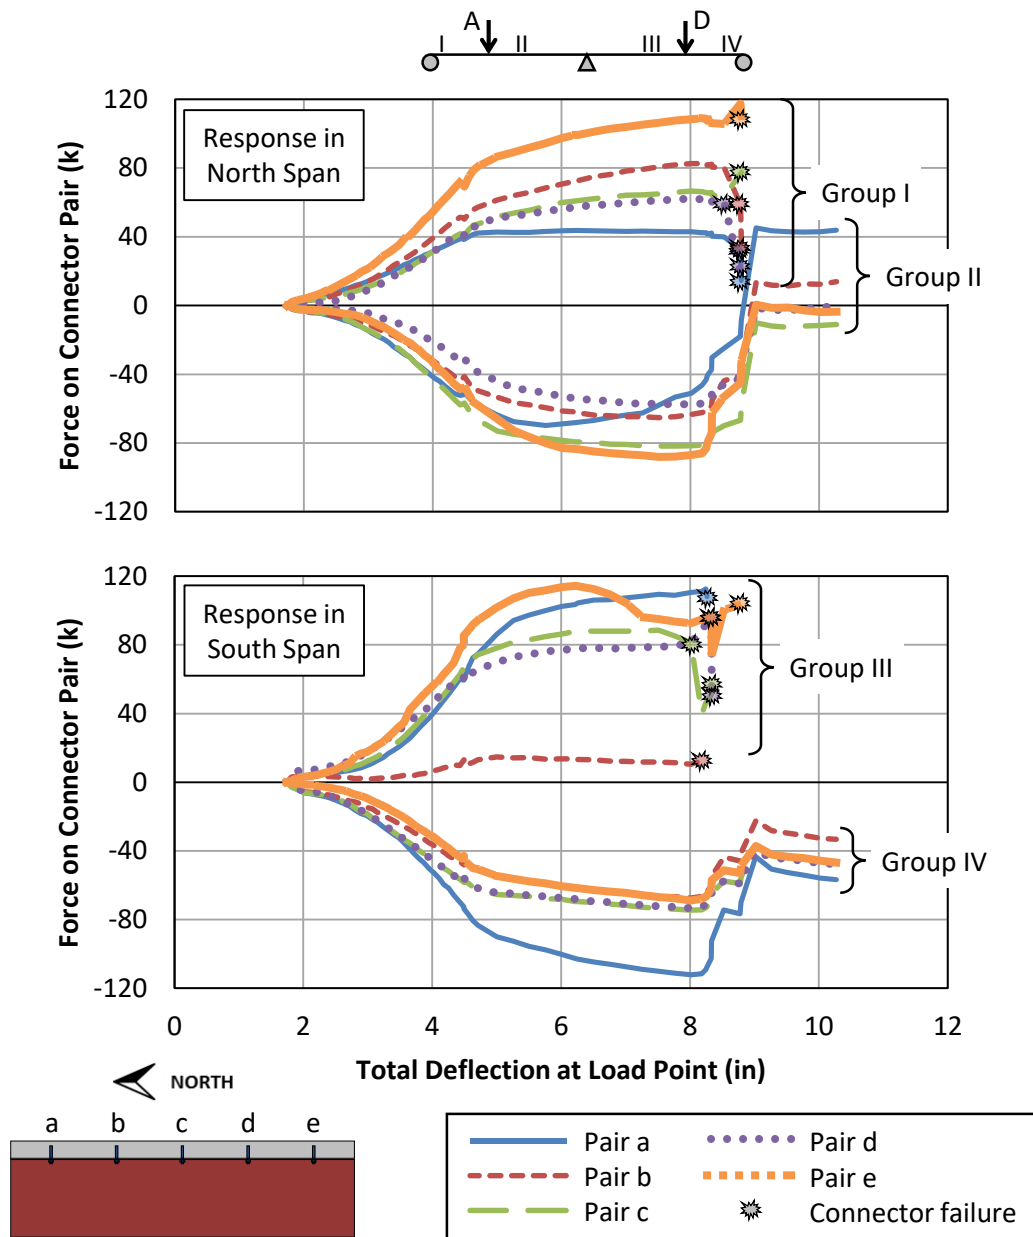 A D
I II III IV
120
80
40
0
-40
-80
-120
Force on Connector Pair (k)
Response in
North Span
Group I
Group II
120
80
40
0
-40
-80
-120
Force on Connector Pair (k)
Response in
South Span
Group III
Group IV
0 2 4 6 8 10 12
Total Deflection at Load Point (in)
NORTH
a b c d e
Pair a
Pair b
Pair c
Pair d
Pair e
Connector failure